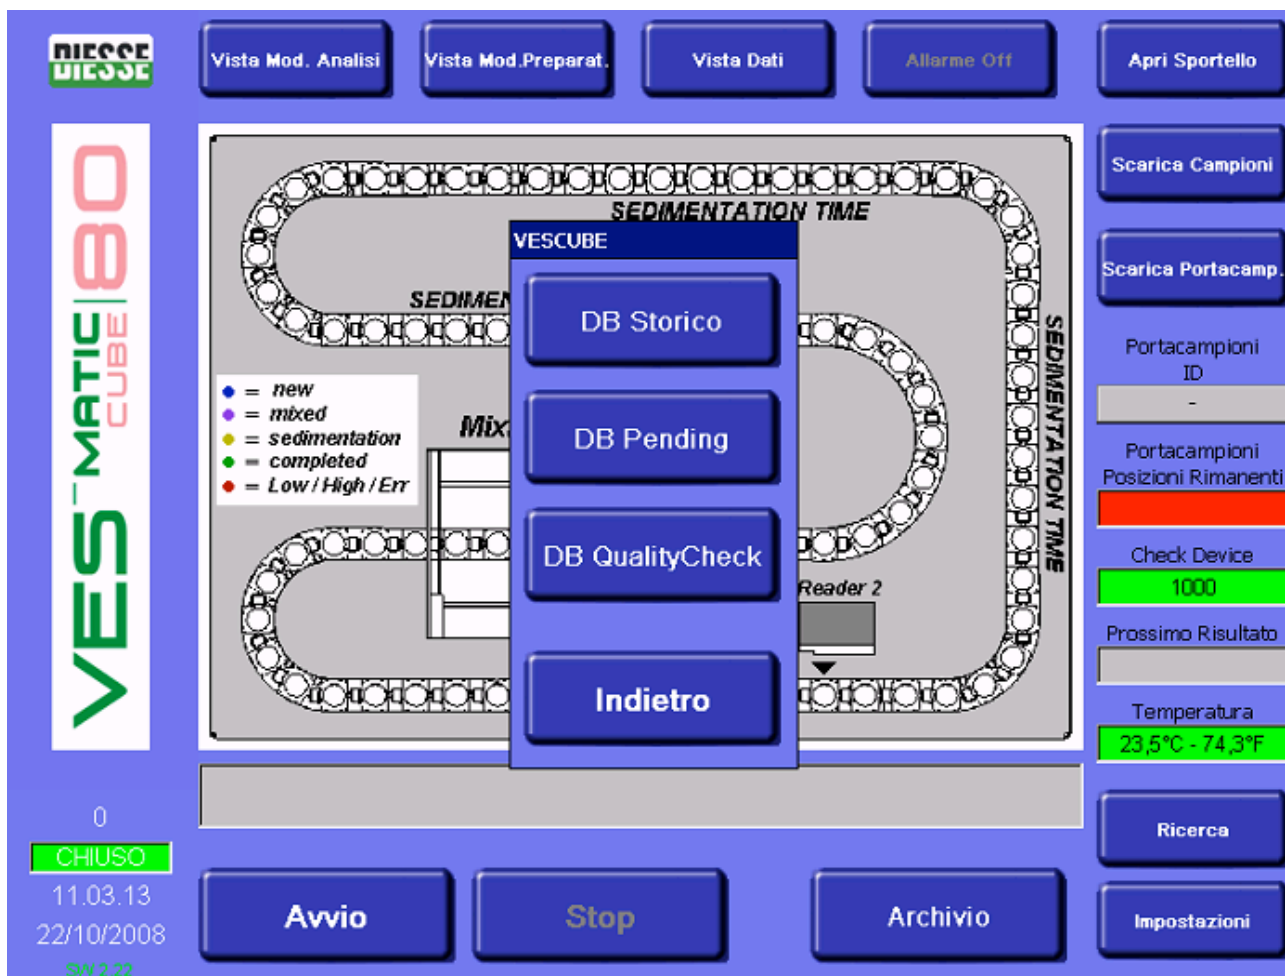 DIESSE
Vista Mod. Analisi
Vista Mod.Preparat.
Vista Dati
Allarme Off
Apri Sportello
VES-MATIC
CUBE|80
SEDIMENTATION TIME
VESCUBE
DB Storico
DB Pending
DB QualityCheck
Indietro
● = new
● = mixed
● = sedimentation
● = completed
● = Low / High / Err
SEDIMENTATION TIME
Reader 2
Scarica Campioni
Scarica Portacamp.
Portacampioni
ID
-
Portacampioni
Posizioni Rimanenti
Check Device
1000
Prossimo Risultato
Temperatura
23,5°C - 74,3°F
Ricerca
Impostazioni
0
CHIUSO
11.03.13
22/10/2008
SW 2.22
Avvio
Stop
Archivio